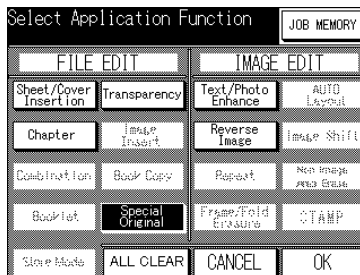 Select Application Function
JOB MEMORY
FILE EDIT
IMAGE EDIT
Sheet/Cover
Insertion
Transparency
Text/Photo
Enhance
AUTO
Layout
Chapter
Image
Insert
Reverse
Image
Image Shift
Combination
Book Copy
Repeat
Non Image
Area Erase
Booklet
Special
Original
Frame/Fold
Erasure
STAMP
Store Mode
ALL CLEAR
CANCEL
OK